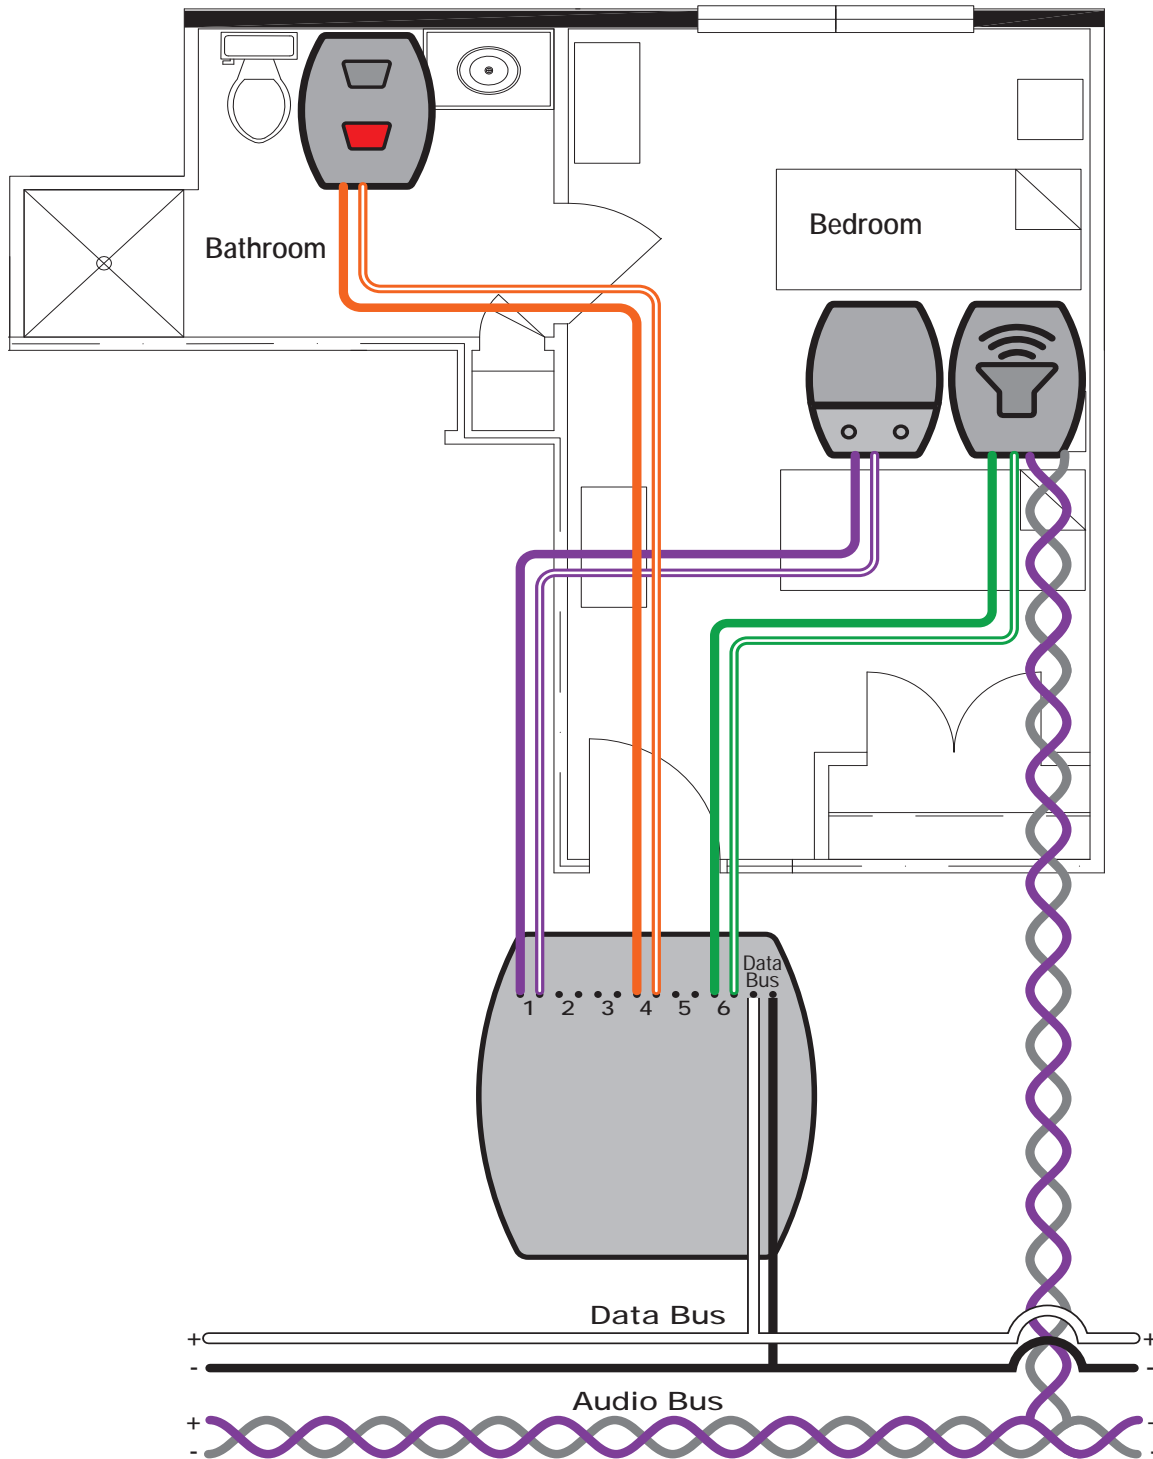 Bathroom
Bedroom
Data
Bus
1 2 3 4 5 6
Data Bus
+ +
- -
Audio Bus
+ -
- -